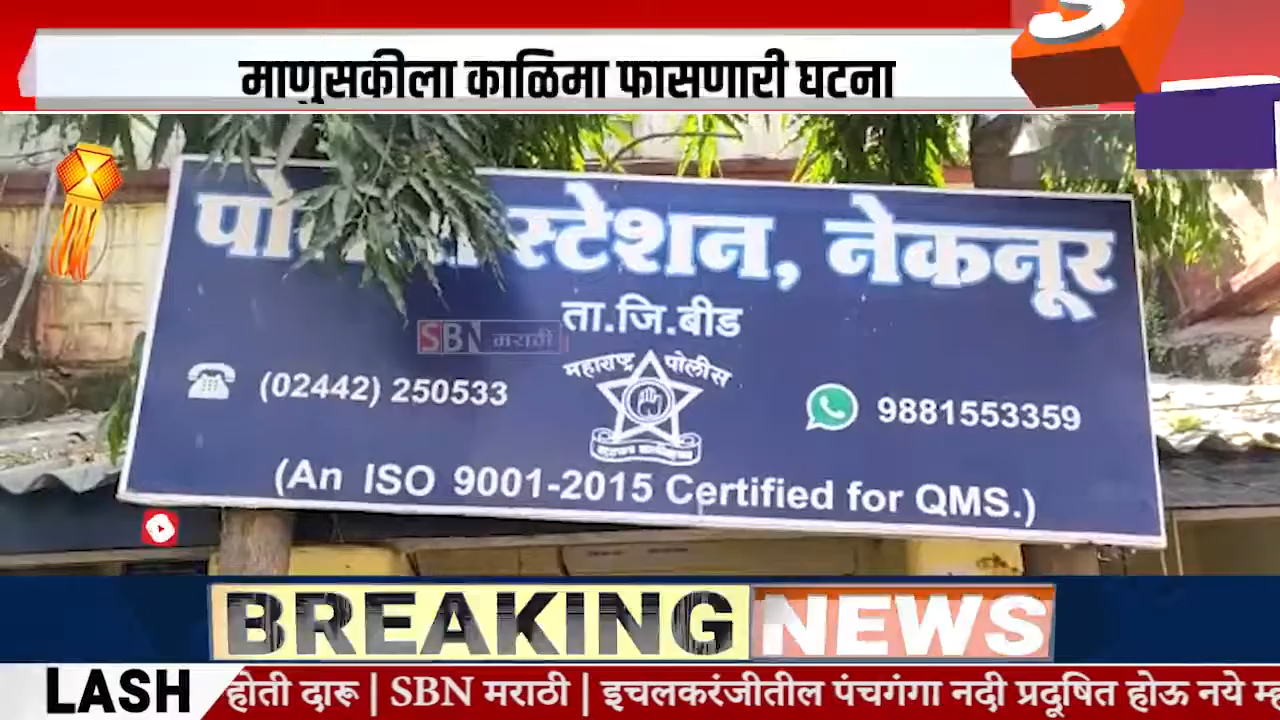 माणुसकीला काळिमा फासणारी घटना
स्टेशन, नेकनूर
ता.जि.बीड
SBN मराठी
महाराष्ट्र पोलीस
(02442) 250533
9881553359
(An ISO 9001-2015 Certified for QMS.)
BREAKING NEWS
LASH
होती दारू | SBN मराठी | इचलकरंजीतील पंचगंगा नदी प्रदूषित होऊ नये